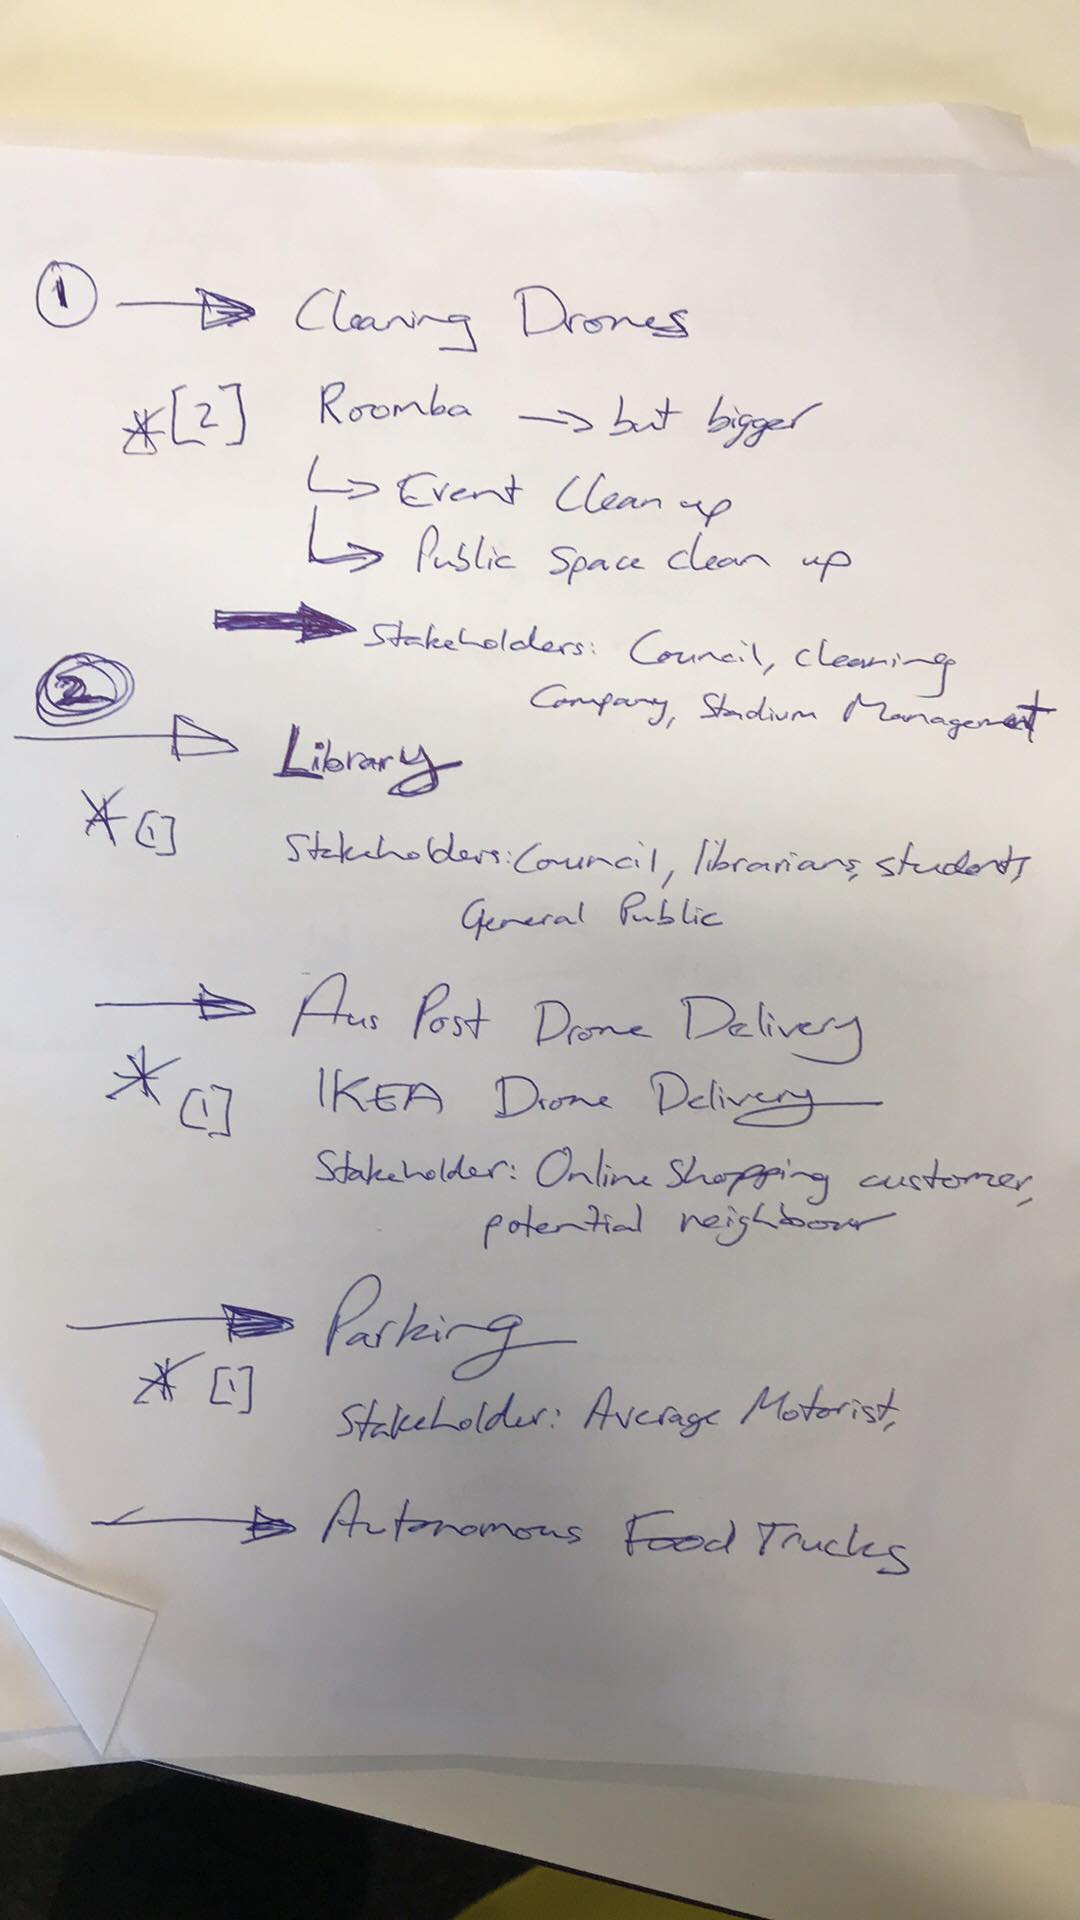 1 → Cleaning Drones
* [2] Roomba → but bigger
↳ Event Clean up
↳ Public Space clean up
→ Stakeholders: Council, cleaning
Company, Stadium Management
2
→ Library
* [1]
Stakeholders: Council, librarians, students,
General Public
→ Aus Post Drone Delivery
* [1] IKEA Drone Delivery
Stakeholder: Online Shopping customer,
potential neighbour
→ Parking
* [1]
Stakeholder: Average Motorist,
→ Autonomous Food Trucks